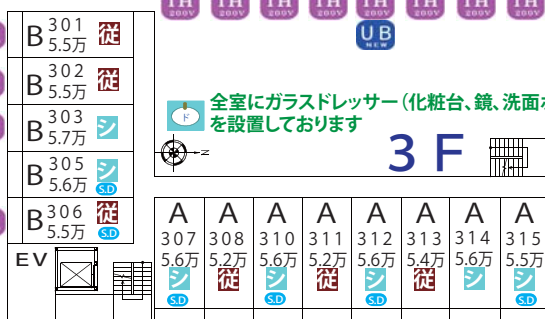 IH IH IH IH IH IH IH IH
200V 200V 200V 200V 200V 200V 200V 200V
UB
NEW
B 301 5.5万 従
B 302 5.5万 従
B 303 5.7万 シ
B 305 5.6万 シ S.D
B 306 5.5万 従 S.D
ド 全室にガラスドレッサー（化粧台、鏡、洗面
を設置しております
N
3F
EV
A A A A A A A A
307 308 310 311 312 313 314 315
5.6万 5.2万 5.6万 5.2万 5.6万 5.4万 5.6万 5.5万
シ 従 シ 従 シ 従 シ シ
S.D S.D S.D S.D